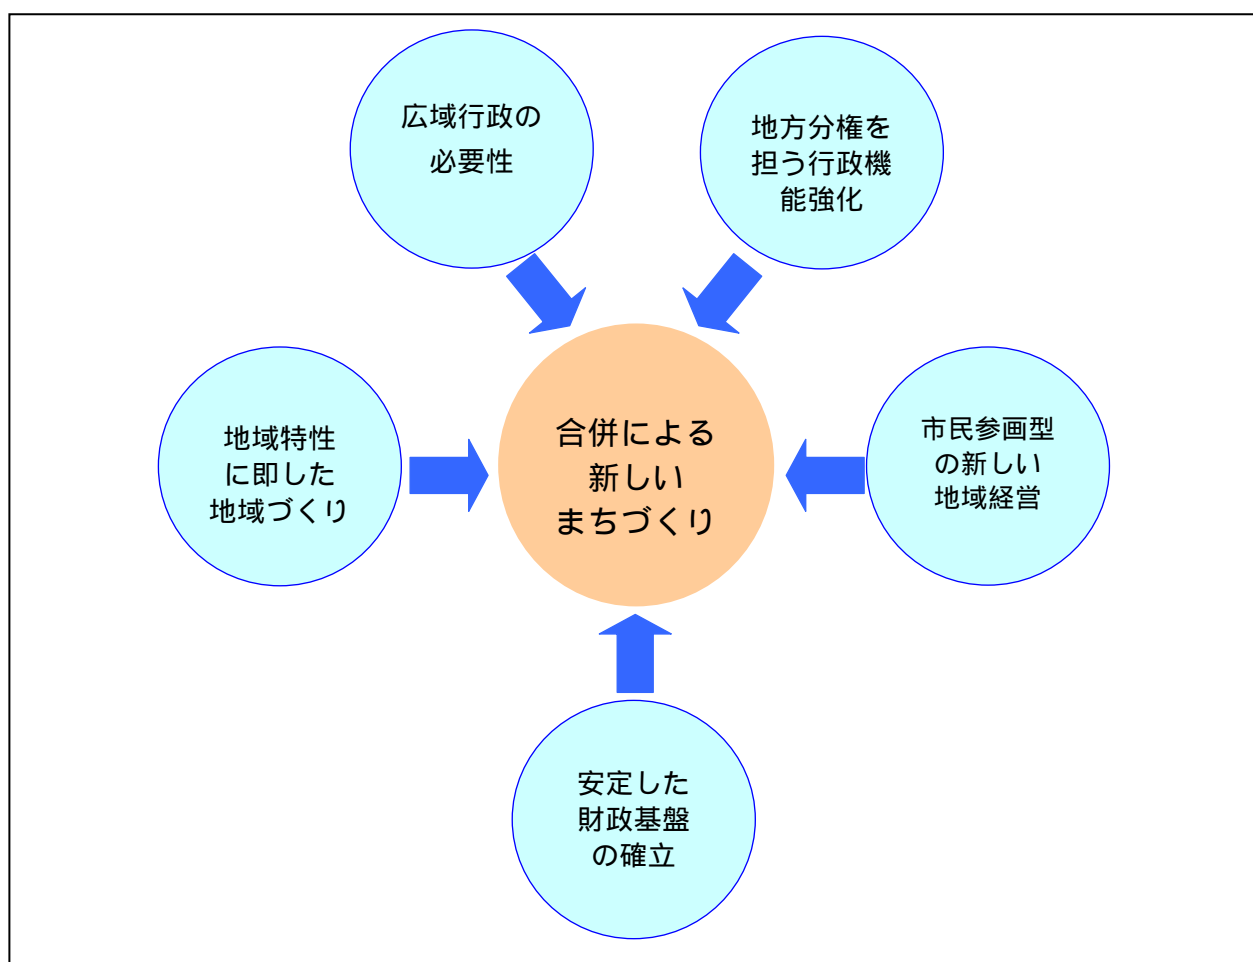 広域行政の
必要性
地方分権を
担う行政機
能強化
地域特性
に即した
地域づくり
合併による
新しい
まちづくり
市民参画型
の新しい
地域経営
安定した
財政基盤
の確立